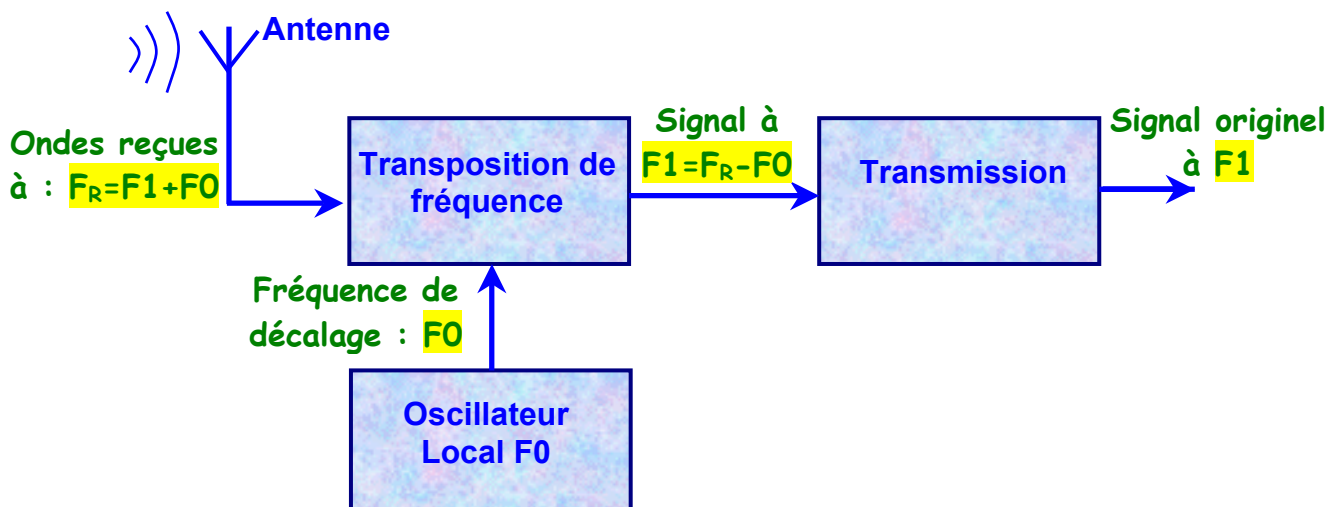 Antenne
Ondes reçues
à : FR=F1+F0
Transposition de
fréquence
Signal à
F1=FR-F0
Transmission
Signal originel
à F1
Fréquence de
décalage : F0
Oscillateur
Local F0